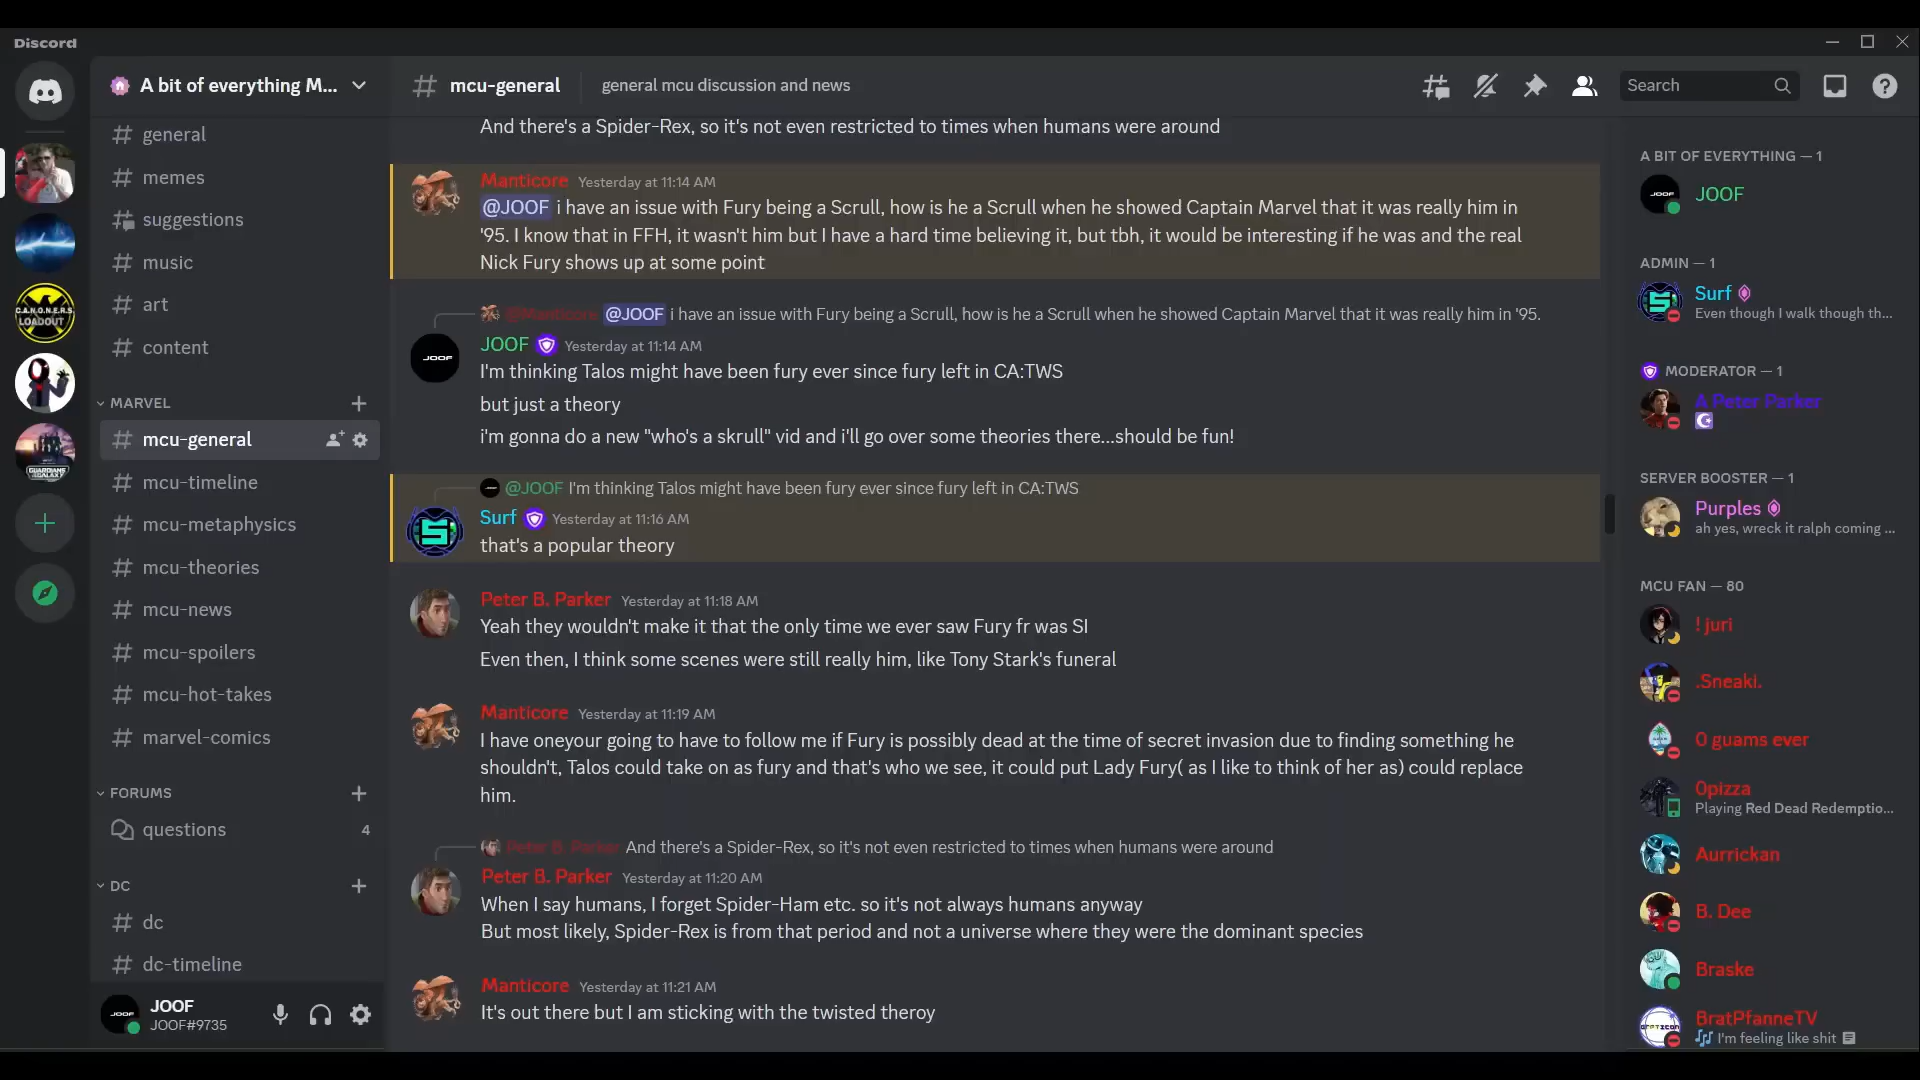 Discord
A bit of everything M...
general
memes
suggestions
music
art
content
MARVEL
mcu-general
mcu-timeline
mcu-metaphysics
mcu-theories
mcu-news
mcu-spoilers
mcu-hot-takes
marvel-comics
FORUMS
questions 4
DC
dc
dc-timeline
JOOF
JOOF#9735
C.A.N.O.N.E.R.S.
LOADOUT
GUARDIANS
GALAXY
mcu-general general mcu discussion and news
Search
And there's a Spider-Rex, so it's not even restricted to times when humans were around
Manticore Yesterday at 11:14 AM
@JOOF i have an issue with Fury being a Scrull, how is he a Scrull when he showed Captain Marvel that it was really him in
'95. I know that in FFH, it wasn't him but I have a hard time believing it, but tbh, it would be interesting if he was and the real
Nick Fury shows up at some point
@Manticore @JOOF i have an issue with Fury being a Scrull, how is he a Scrull when he showed Captain Marvel that it was really him in '95.
JOOF Yesterday at 11:14 AM
JOOF
I'm thinking Talos might have been fury ever since fury left in CA:TWS
but just a theory
i'm gonna do a new "who's a skrull" vid and i'll go over some theories there...should be fun!
@JOOF I'm thinking Talos might have been fury ever since fury left in CA:TWS
Surf Yesterday at 11:16 AM
that's a popular theory
Peter B. Parker Yesterday at 11:18 AM
Yeah they wouldn't make it that the only time we ever saw Fury fr was SI
Even then, I think some scenes were still really him, like Tony Stark's funeral
Manticore Yesterday at 11:19 AM
I have oneyour going to have to follow me if Fury is possibly dead at the time of secret invasion due to finding something he
shouldn't, Talos could take on as fury and that's who we see, it could put Lady Fury( as I like to think of her as) could replace
him.
Peter B. Parker And there's a Spider-Rex, so it's not even restricted to times when humans were around
Peter B. Parker Yesterday at 11:20 AM
When I say humans, I forget Spider-Ham etc. so it's not always humans anyway
But most likely, Spider-Rex is from that period and not a universe where they were the dominant species
Manticore Yesterday at 11:21 AM
It's out there but I am sticking with the twisted theroy
A BIT OF EVERYTHING — 1
JOOF
JOOF
ADMIN — 1
Surf
Even though I walk though th...
MODERATOR — 1
A Peter Parker
SERVER BOOSTER — 1
Purples
ah yes, wreck it ralph coming ...
MCU FAN — 80
! juri
.Sneaki.
0 guams ever
0pizza
Playing Red Dead Redemptio...
Aurrickan
B. Dee
Braske
BratPfanneTV
I'm feeling like shit